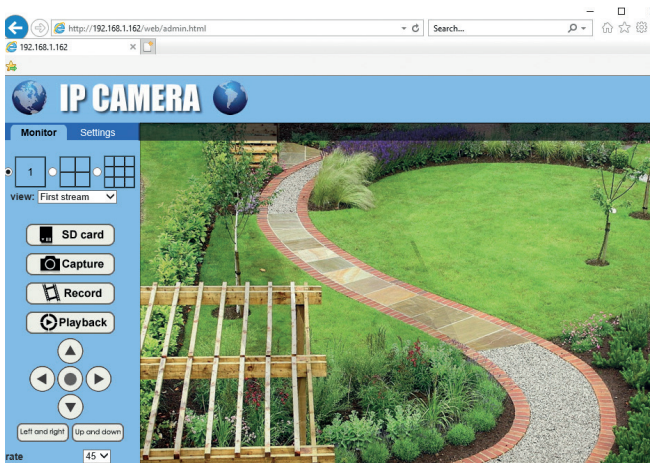 http://192.168.1.162/web/admin.html
Search...
192.168.1.162
IP CAMERA
Monitor Settings
1
view: First stream
SD card
Capture
Record
Playback
Left and right Up and down
rate 45